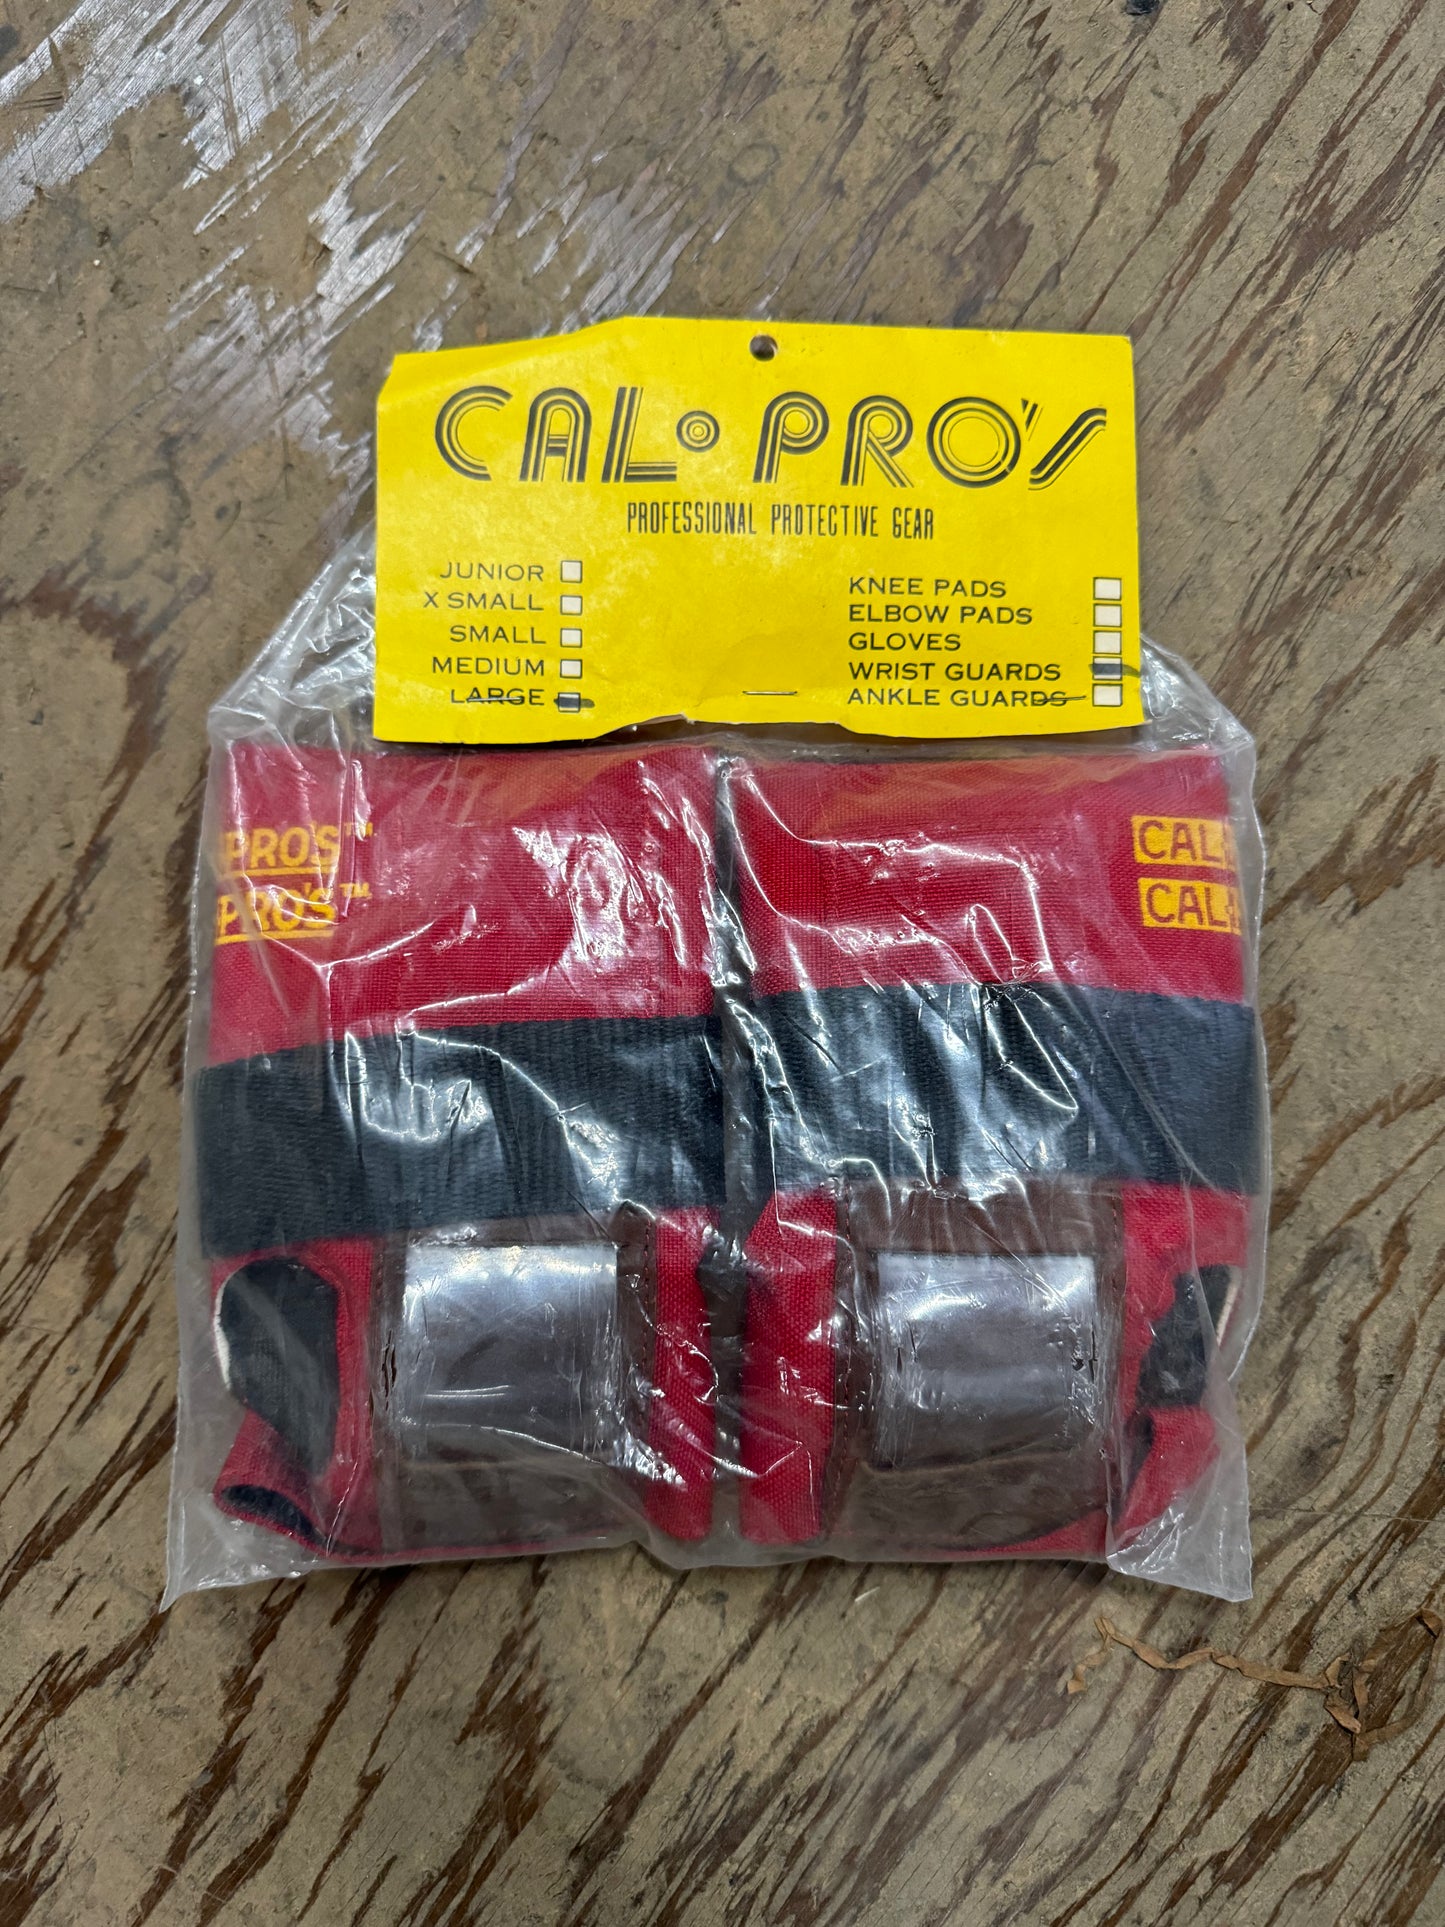 CAL·PRO'S
PROFESSIONAL PROTECTIVE GEAR
JUNIOR
X SMALL
SMALL
MEDIUM
LARGE
KNEE PADS
ELBOW PADS
GLOVES
WRIST GUARDS
ANKLE GUARDS
PRO'S™
PRO'S™
CAL·
CAL·